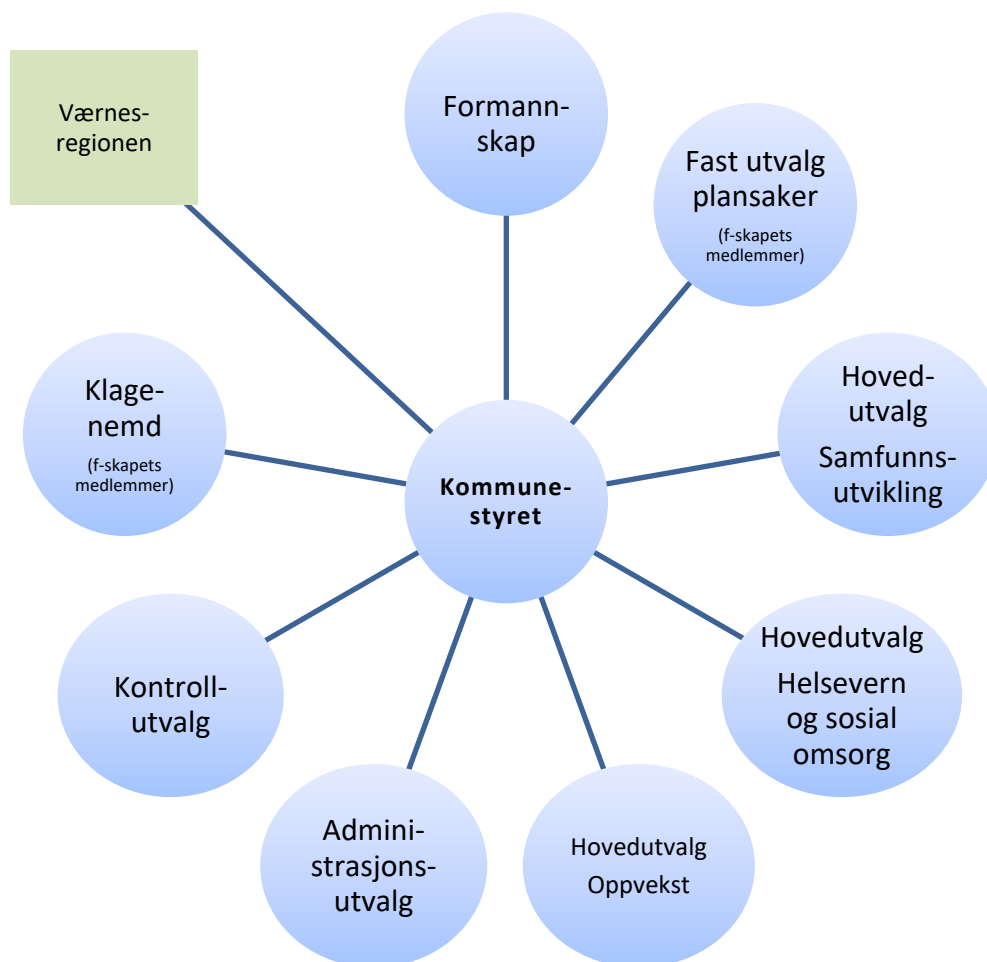 Værnes-
regionen
Formann-
skap
Fast utvalg
plansaker
(f-skapets
medlemmer)
Hoved-
utvalg
Samfunns-
utvikling
Hovedutvalg
Helsevern
og sosial
omsorg
Hovedutvalg
Oppvekst
Admini-
strasjons-
utvalg
Kontroll-
utvalg
Klage-
nemd
(f-skapets
medlemmer)
Kommune-
styret